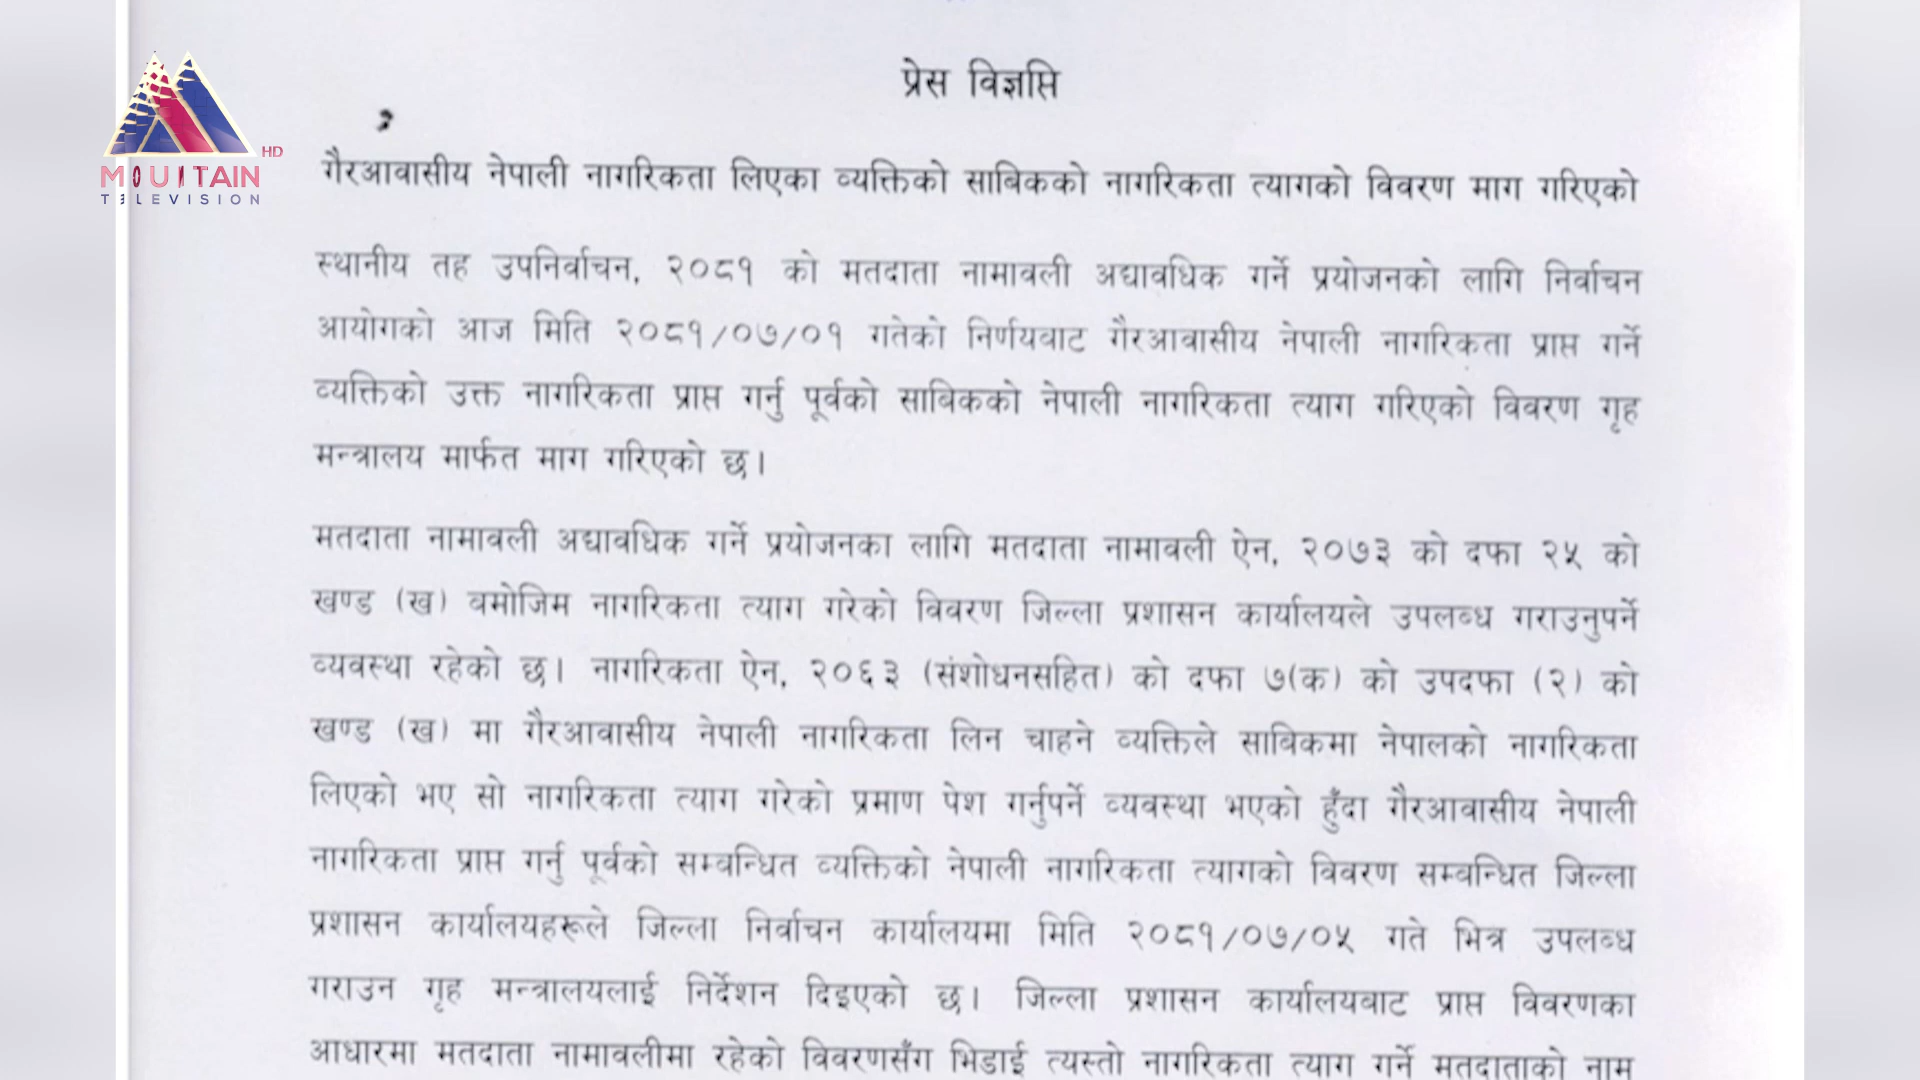 प्रेस विज्ञप्ति
HD
MOUNTAIN
TELEVISION
गैरआवासीय नेपाली नागरिकता लिएका व्यक्तिको साबिकको नागरिकता त्यागको विवरण माग गरिएको
स्थानीय तह उपनिर्वाचन, २०८१ को मतदाता नामावली अद्यावधिक गर्ने प्रयोजनको लागि निर्वाचन
आयोगको आज मिति २०८१/०७/०१ गतेको निर्णयबाट गैरआवासीय नेपाली नागरिकता प्राप्त गर्ने
व्यक्तिको उक्त नागरिकता प्राप्त गर्नु पूर्वको साबिकको नेपाली नागरिकता त्याग गरिएको विवरण गृह
मन्त्रालय मार्फत माग गरिएको छ।
मतदाता नामावली अद्यावधिक गर्ने प्रयोजनका लागि मतदाता नामावली ऐन, २०७३ को दफा २५ को
खण्ड (ख) बमोजिम नागरिकता त्याग गरेको विवरण जिल्ला प्रशासन कार्यालयले उपलब्ध गराउनुपर्ने
व्यवस्था रहेको छ। नागरिकता ऐन, २०६३ (संशोधनसहित) को दफा ७(क) को उपदफा (२) को
खण्ड (ख) मा गैरआवासीय नेपाली नागरिकता लिन चाहने व्यक्तिले साबिकमा नेपालको नागरिकता
लिएको भए सो नागरिकता त्याग गरेको प्रमाण पेश गर्नुपर्ने व्यवस्था भएको हुँदा गैरआवासीय नेपाली
नागरिकता प्राप्त गर्नु पूर्वको सम्बन्धित व्यक्तिको नेपाली नागरिकता त्यागको विवरण सम्बन्धित जिल्ला
प्रशासन कार्यालयहरूले जिल्ला निर्वाचन कार्यालयमा मिति २०८१/०७/०५ गते भित्र उपलब्ध
गराउन गृह मन्त्रालयलाई निर्देशन दिइएको छ। जिल्ला प्रशासन कार्यालयबाट प्राप्त विवरणका
आधारमा मतदाता नामावलीमा रहेको विवरणसँग भिडाई त्यस्तो नागरिकता त्याग गर्ने मतदाताको नाम